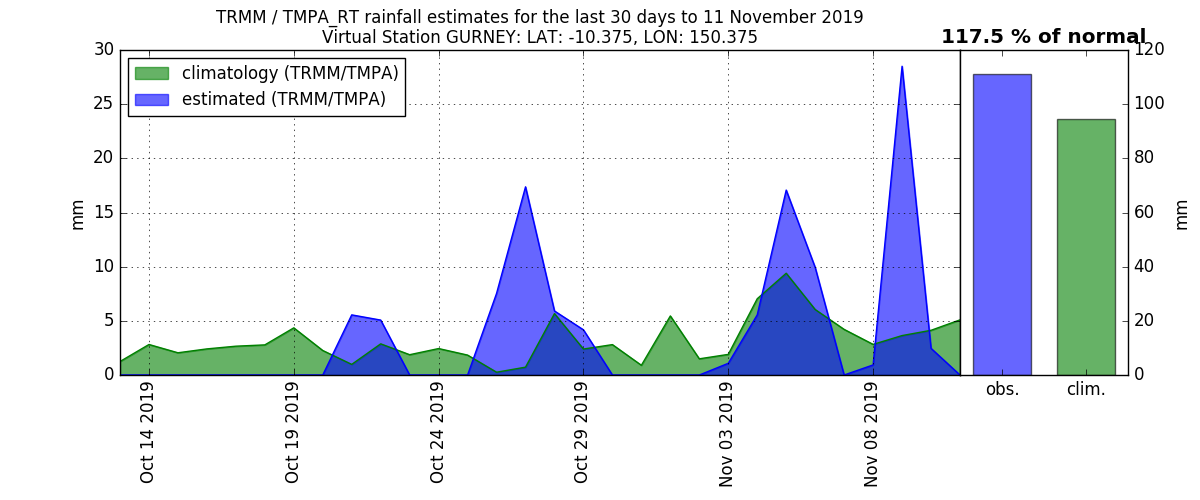 TRMM / TMPA_RT rainfall estimates for the last 30 days to 11 November 2019
Virtual Station GURNEY: LAT: -10.375, LON: 150.375
117.5 % of normal
climatology (TRMM/TMPA)
estimated (TRMM/TMPA)
30
25
20
15
10
5
0
mm
Oct 14 2019
Oct 19 2019
Oct 24 2019
Oct 29 2019
Nov 03 2019
Nov 08 2019
120
100
80
60
40
20
0
mm
obs.
clim.